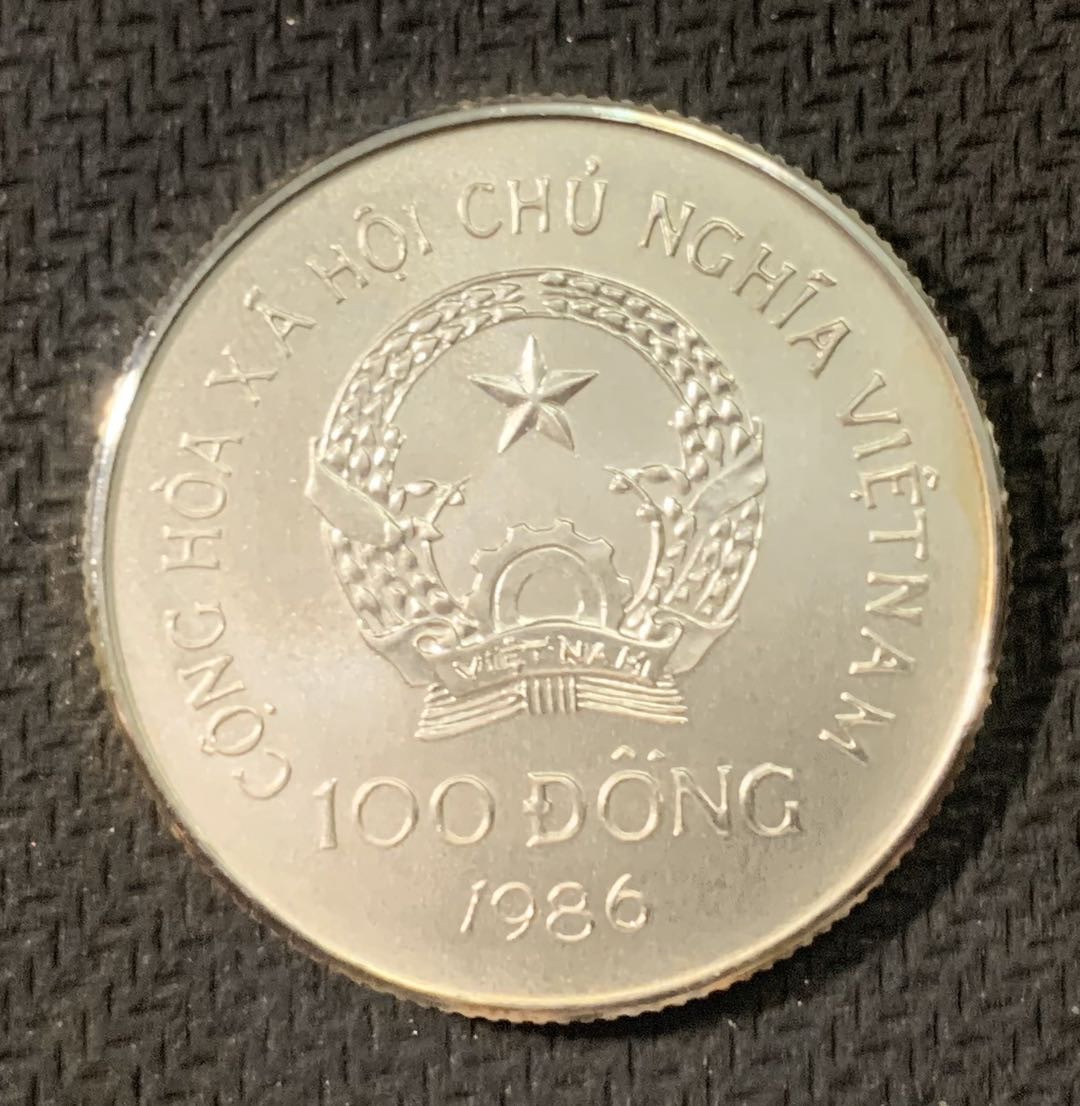 CỘNG HÒA XÃ HỘI CHỦ NGHĨA VIỆT NAM
VIỆT·NAM
100 ĐỒNG
1986